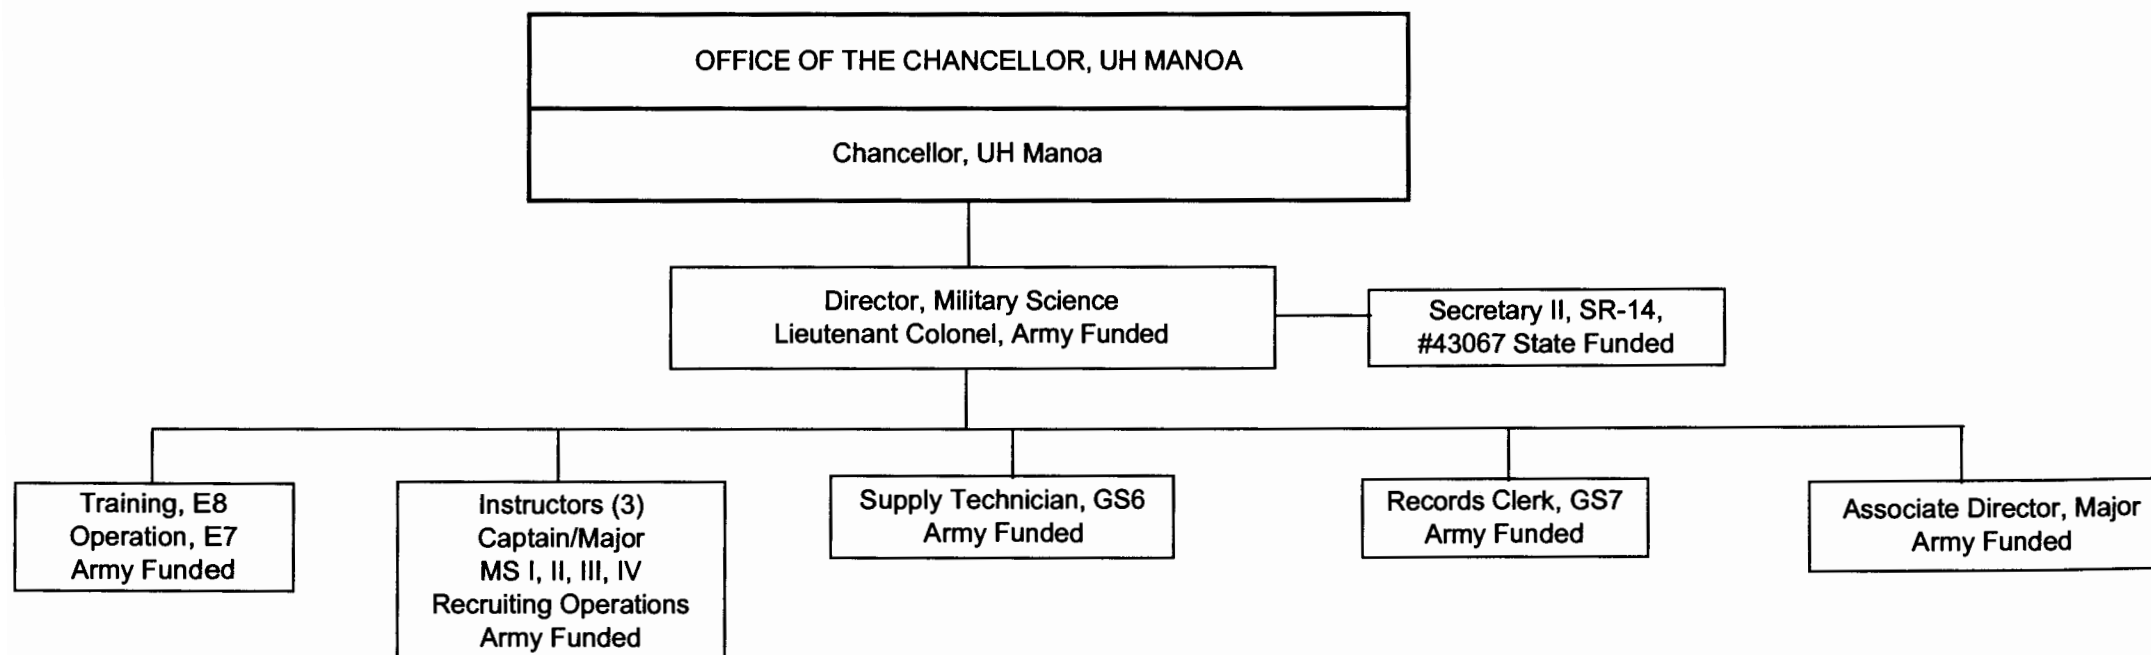 OFFICE OF THE CHANCELLOR, UH MANOA
Chancellor, UH Manoa
Director, Military Science
Lieutenant Colonel, Army Funded
Secretary II, SR-14,
#43067 State Funded
Training, E8
Operation, E7
Army Funded
Instructors (3)
Captain/Major
MS I, II, III, IV
Recruiting Operations
Army Funded
Supply Technician, GS6
Army Funded
Records Clerk, GS7
Army Funded
Associate Director, Major
Army Funded